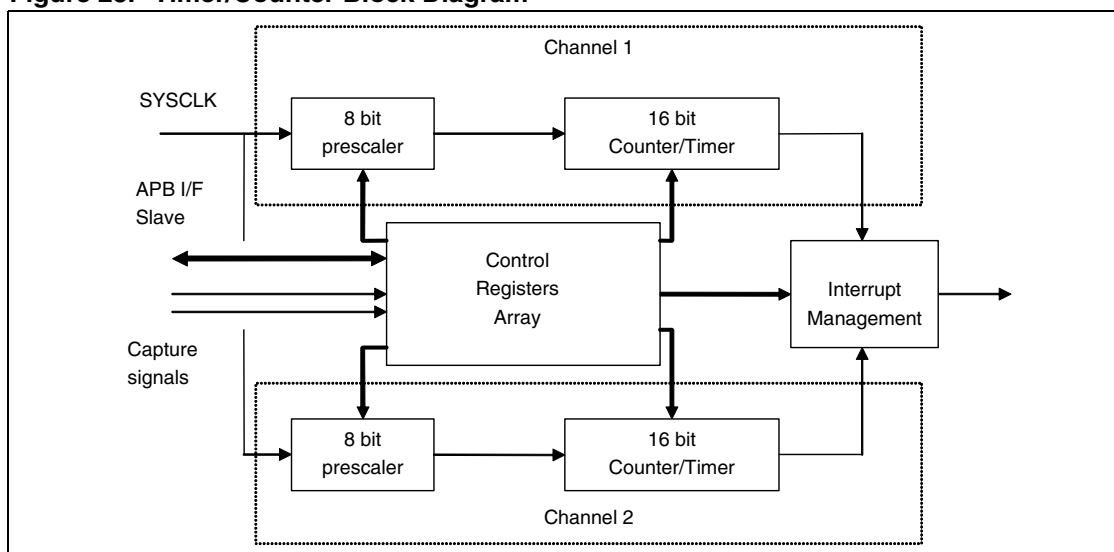 Figure 28. Timer/Counter Block Diagram
Channel 1
SYSCLK
8 bit
prescaler
16 bit
Counter/Timer
APB I/F
Slave
Control
Registers
Array
Interrupt
Management
Capture
signals
8 bit
prescaler
16 bit
Counter/Timer
Channel 2